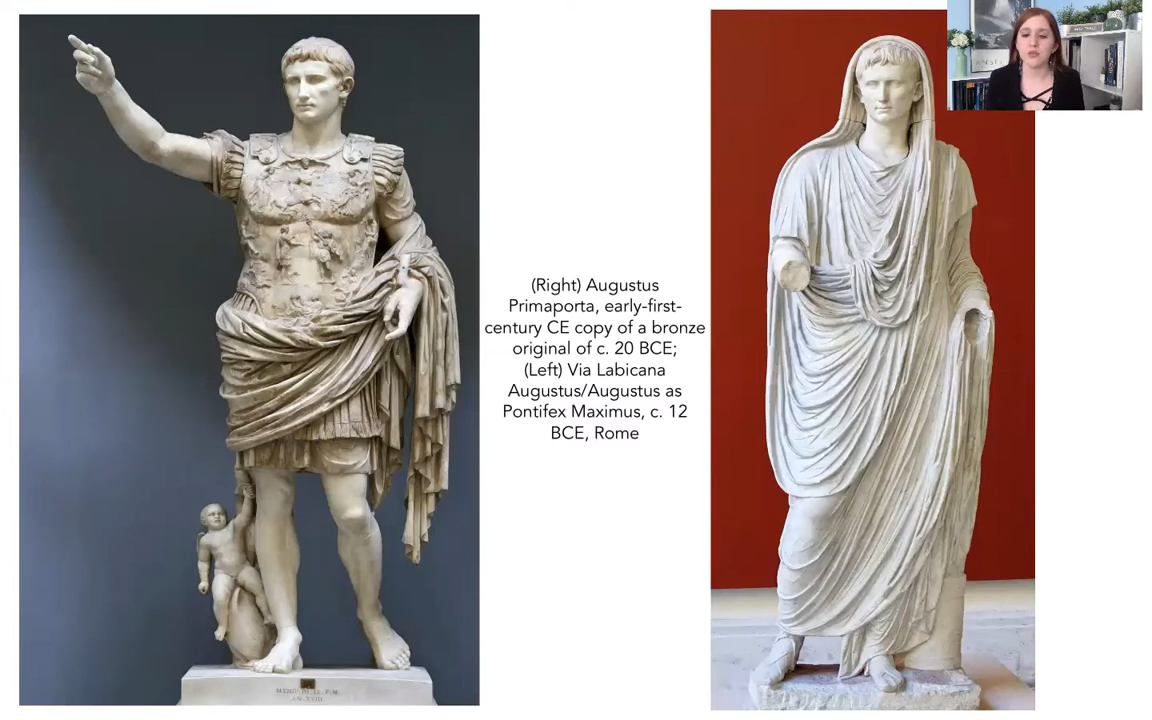 (Right) Augustus
Primaporta, early-first-
century CE copy of a bronze
original of c. 20 BCE;
(Left) Via Labicana
Augustus/Augustus as
Pontifex Maximus, c. 12
BCE, Rome